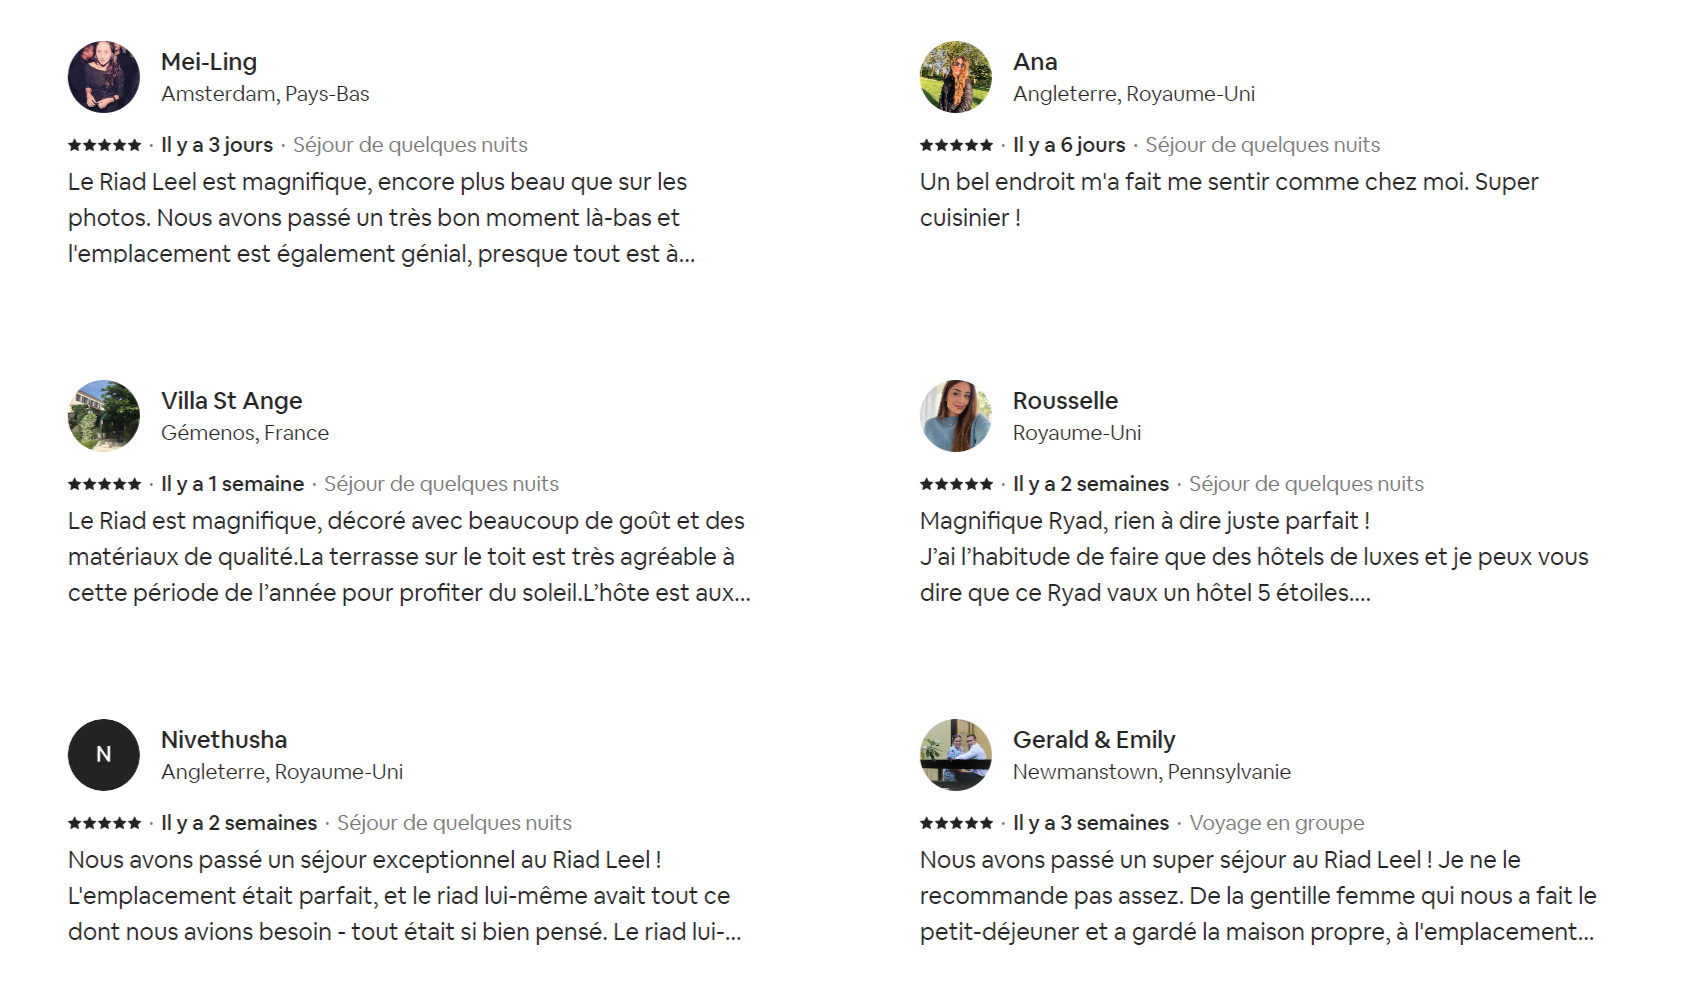 Mei-Ling
Amsterdam, Pays-Bas
★★★★★ · Il y a 3 jours · Séjour de quelques nuits
Le Riad Leel est magnifique, encore plus beau que sur les
photos. Nous avons passé un très bon moment là-bas et
l'emplacement est également génial, presque tout est à...
Ana
Angleterre, Royaume-Uni
★★★★★ · Il y a 6 jours · Séjour de quelques nuits
Un bel endroit m'a fait me sentir comme chez moi. Super
cuisinier !
Villa St Ange
Gémenos, France
★★★★★ · Il y a 1 semaine · Séjour de quelques nuits
Le Riad est magnifique, décoré avec beaucoup de goût et des
matériaux de qualité.La terrasse sur le toit est très agréable à
cette période de l’année pour profiter du soleil.L’hôte est aux...
Rousselle
Royaume-Uni
★★★★★ · Il y a 2 semaines · Séjour de quelques nuits
Magnifique Ryad, rien à dire juste parfait !
J’ai l’habitude de faire que des hôtels de luxes et je peux vous
dire que ce Ryad vaux un hôtel 5 étoiles....
N
Nivethusha
Angleterre, Royaume-Uni
★★★★★ · Il y a 2 semaines · Séjour de quelques nuits
Nous avons passé un séjour exceptionnel au Riad Leel !
L'emplacement était parfait, et le riad lui-même avait tout ce
dont nous avions besoin - tout était si bien pensé. Le riad lui-...
Gerald & Emily
Newmanstown, Pennsylvanie
★★★★★ · Il y a 3 semaines · Voyage en groupe
Nous avons passé un super séjour au Riad Leel ! Je ne le
recommande pas assez. De la gentille femme qui nous a fait le
petit-déjeuner et a gardé la maison propre, à l'emplacement...